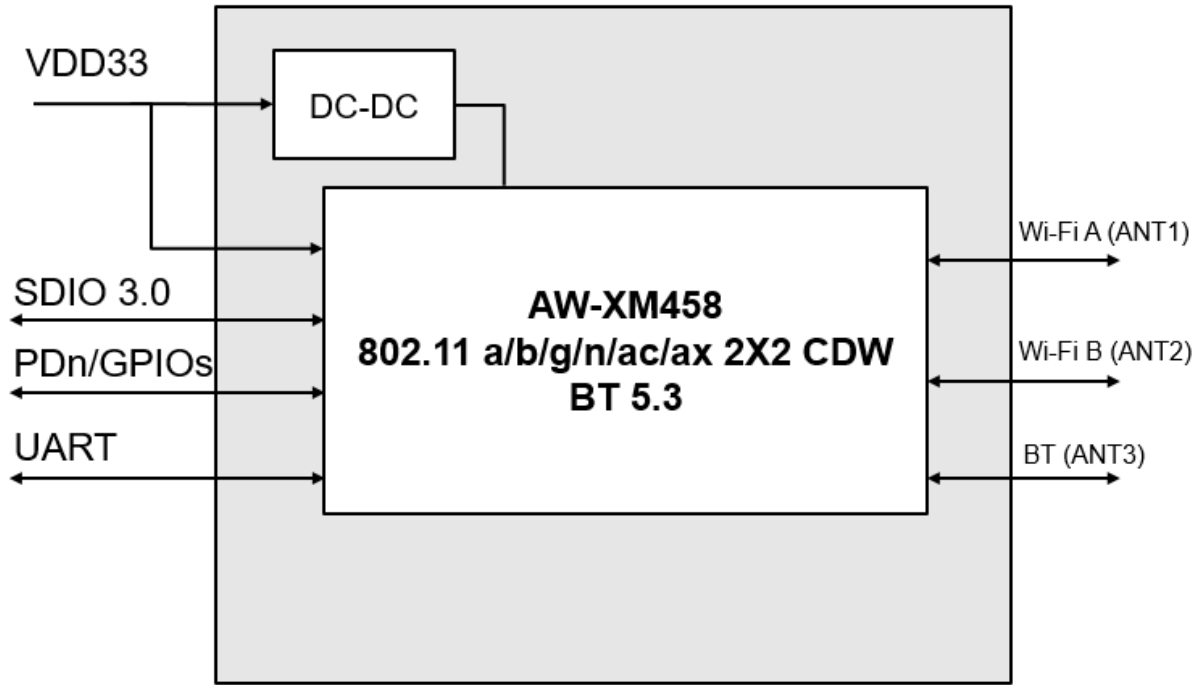 VDD33
DC-DC
SDIO 3.0
PDn/GPIOs
UART
AW-XM458
802.11 a/b/g/n/ac/ax 2X2 CDW
BT 5.3
Wi-Fi A (ANT1)
Wi-Fi B (ANT2)
BT (ANT3)